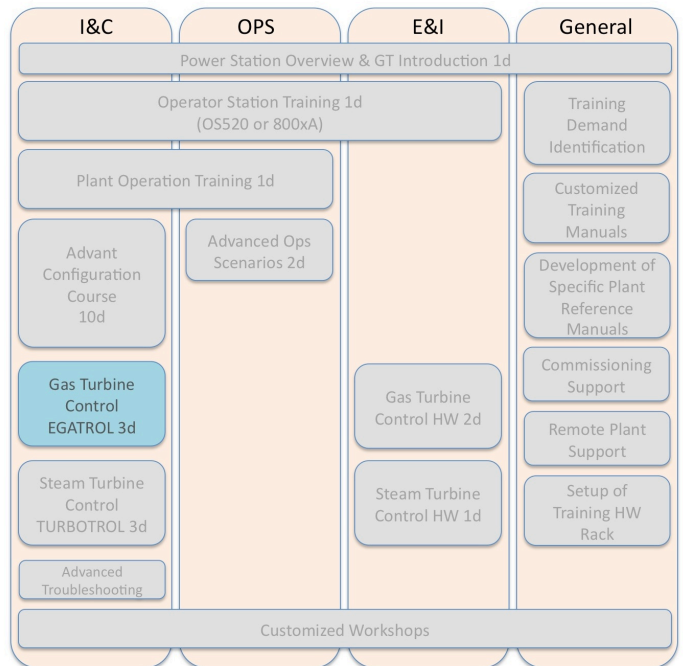 I&C
OPS
E&I
General
Power Station Overview & GT Introduction 1d
Operator Station Training 1d
(OS520 or 800xA)
Training
Demand
Identification
Plant Operation Training 1d
Customized
Training
Manuals
Advant
Configuration
Course
10d
Advanced Ops
Scenarios 2d
Development of
Specific Plant
Reference
Manuals
Gas Turbine
Control
EGATROL 3d
Gas Turbine
Control HW 2d
Commissioning
Support
Remote Plant
Support
Steam Turbine
Control
TURBOTROL 3d
Steam Turbine
Control HW 1d
Setup of
Training HW
Rack
Advanced
Troubleshooting
Customized Workshops